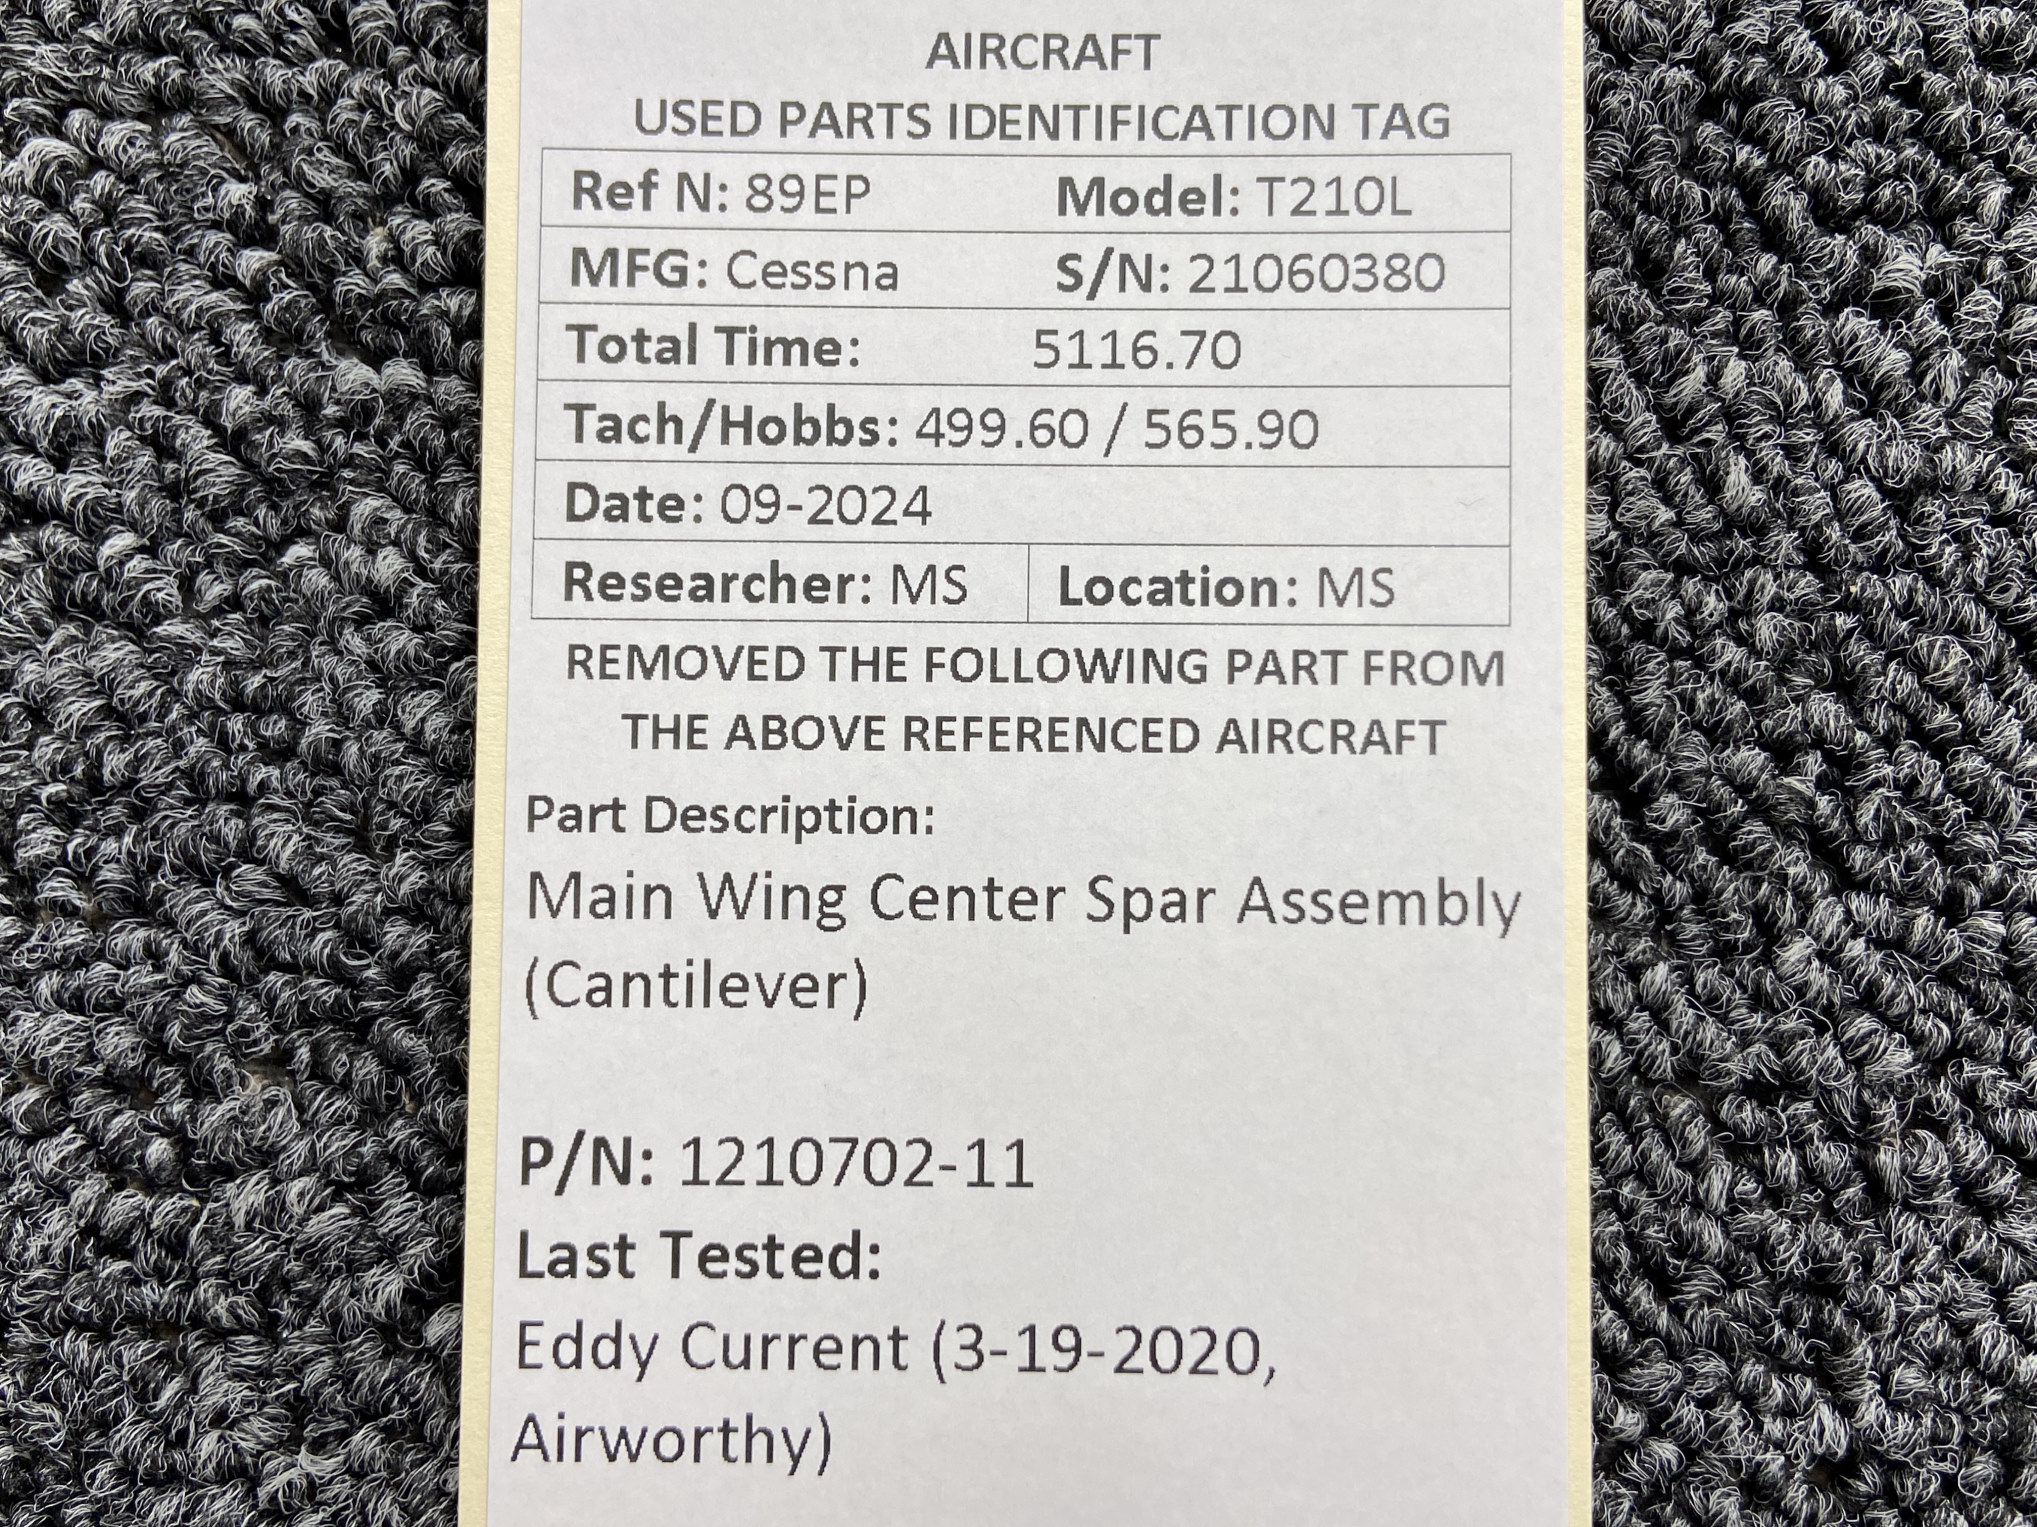 AIRCRAFT
USED PARTS IDENTIFICATION TAG
Ref N: 89EP Model: T210L
MFG: Cessna S/N: 21060380
Total Time: 5116.70
Tach/Hobbs: 499.60 / 565.90
Date: 09-2024
Researcher: MS Location: MS
REMOVED THE FOLLOWING PART FROM
THE ABOVE REFERENCED AIRCRAFT
Part Description:
Main Wing Center Spar Assembly
(Cantilever)
P/N: 1210702-11
Last Tested:
Eddy Current (3-19-2020,
Airworthy)